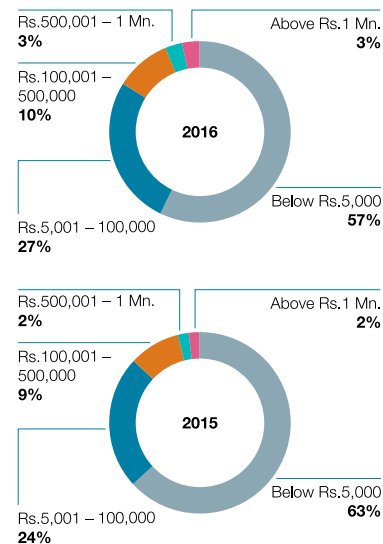 Rs.500,001 – 1 Mn.
3%
Above Rs.1 Mn.
3%
Rs.100,001 –
500,000
10%
2016
Below Rs.5,000
57%
Rs.5,001 – 100,000
27%
Rs.500,001 – 1 Mn.
2%
Above Rs.1 Mn.
2%
Rs.100,001 –
500,000
9%
2015
Below Rs.5,000
63%
Rs.5,001 – 100,000
24%